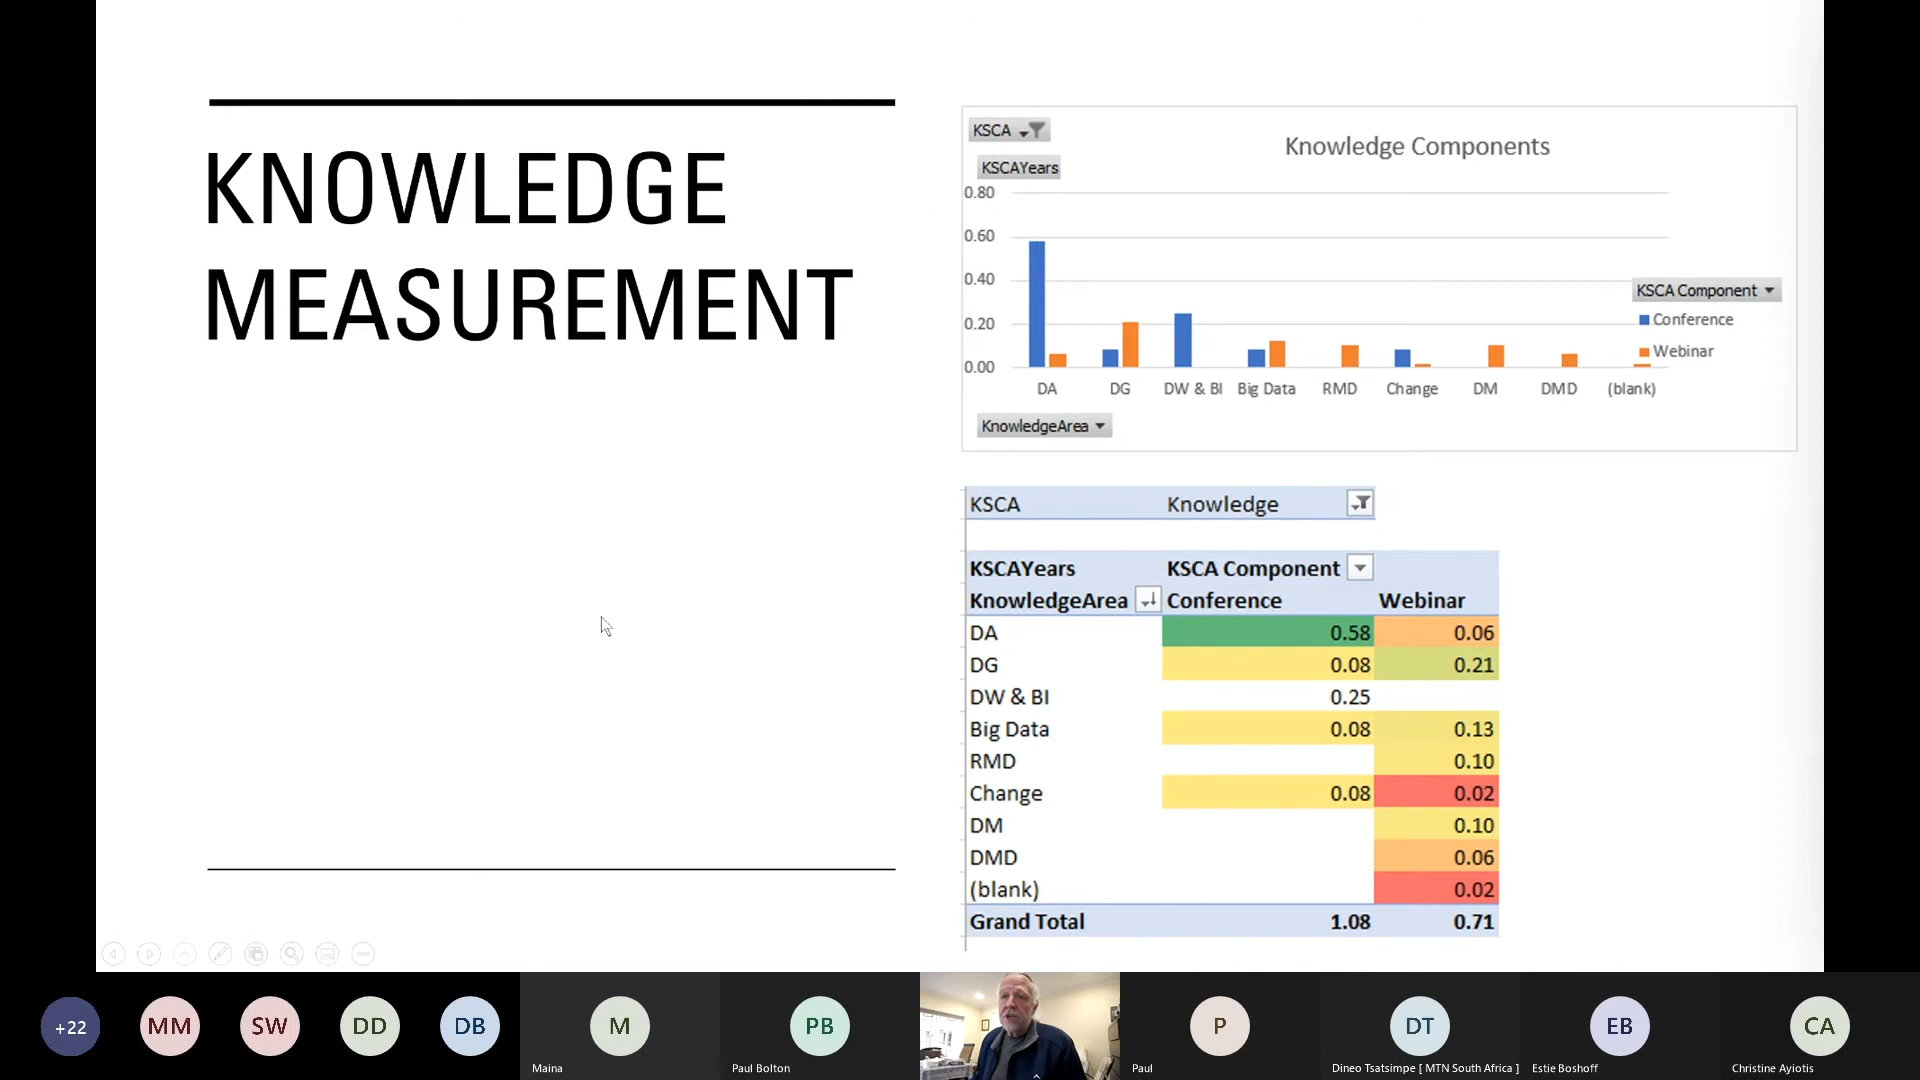 KNOWLEDGE
MEASUREMENT
KSCA
Knowledge Components
KSCAYears
0.80
0.60
0.40
0.20
0.00
DA DG DW & BI Big Data RMD Change DM DMD (blank)
KSCA Component
Conference
Webinar
KnowledgeArea
KSCA Knowledge
KSCAYears KSCA Component
KnowledgeArea Conference Webinar
DA 0.58 0.06
DG 0.08 0.21
DW & BI 0.25
Big Data 0.08 0.13
RMD 0.10
Change 0.08 0.02
DM 0.10
DMD 0.06
(blank) 0.02
Grand Total 1.08 0.71
+22 MM SW DD DB M PB P DT EB CA
Maina Paul Bolton Paul Dineo Tsatsimpe [ MTN South Africa ] Estie Boshoff Christine Ayiotis